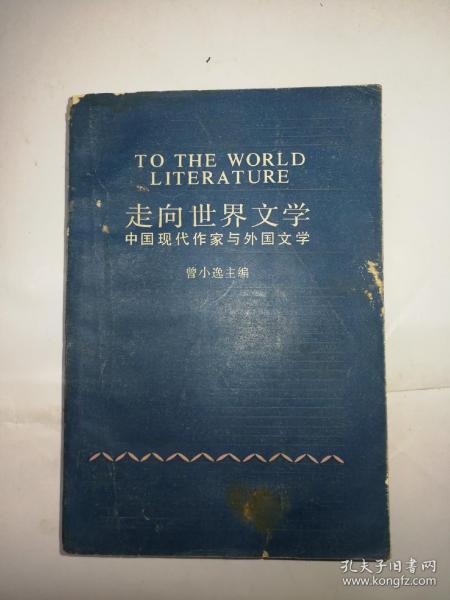 TO THE WORLD
LITERATURE
走向世界文学
中国现代作家与外国文学
曾小逸主编
孔夫子旧书网
www.kongfz.com